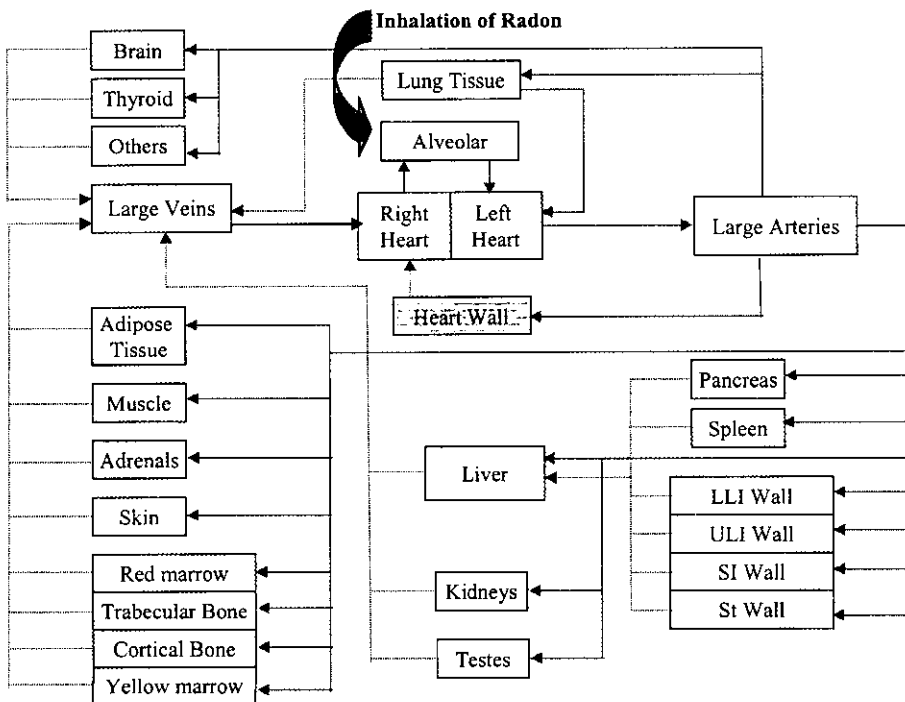 Inhalation of Radon
Brain
Lung Tissue
Thyroid
Others
Alveolar
Large Veins
Right
Heart
Left
Heart
Large Arteries
Heart Wall
Adipose
Tissue
Pancreas
Muscle
Spleen
Adrenals
Liver
LLI Wall
Skin
ULI Wall
Red marrow
SI Wall
Trabecular Bone
Kidneys
St Wall
Cortical Bone
Testes
Yellow marrow